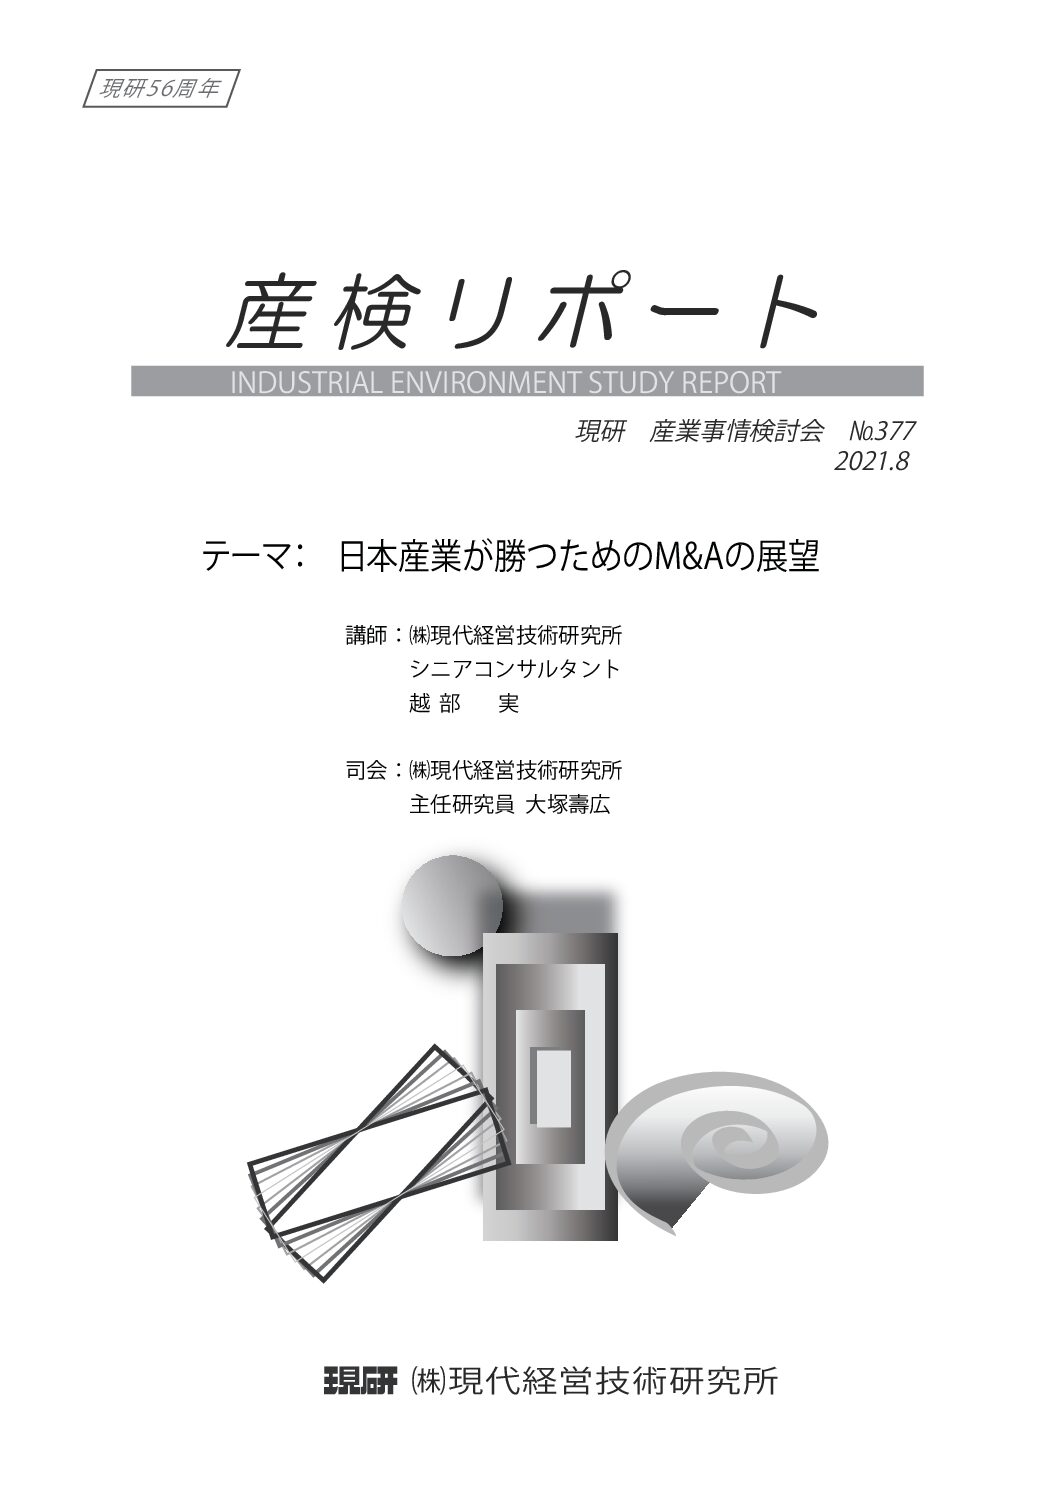 現研56周年
産検リポート
INDUSTRIAL ENVIRONMENT STUDY REPORT
現研　産業事情検討会　№377
2021.8
テーマ：　日本産業が勝つためのM&Aの展望
講師：㈱現代経営技術研究所
シニアコンサルタント
越部　実
司会：㈱現代経営技術研究所
主任研究員 大塚壽広
現研 ㈱現代経営技術研究所